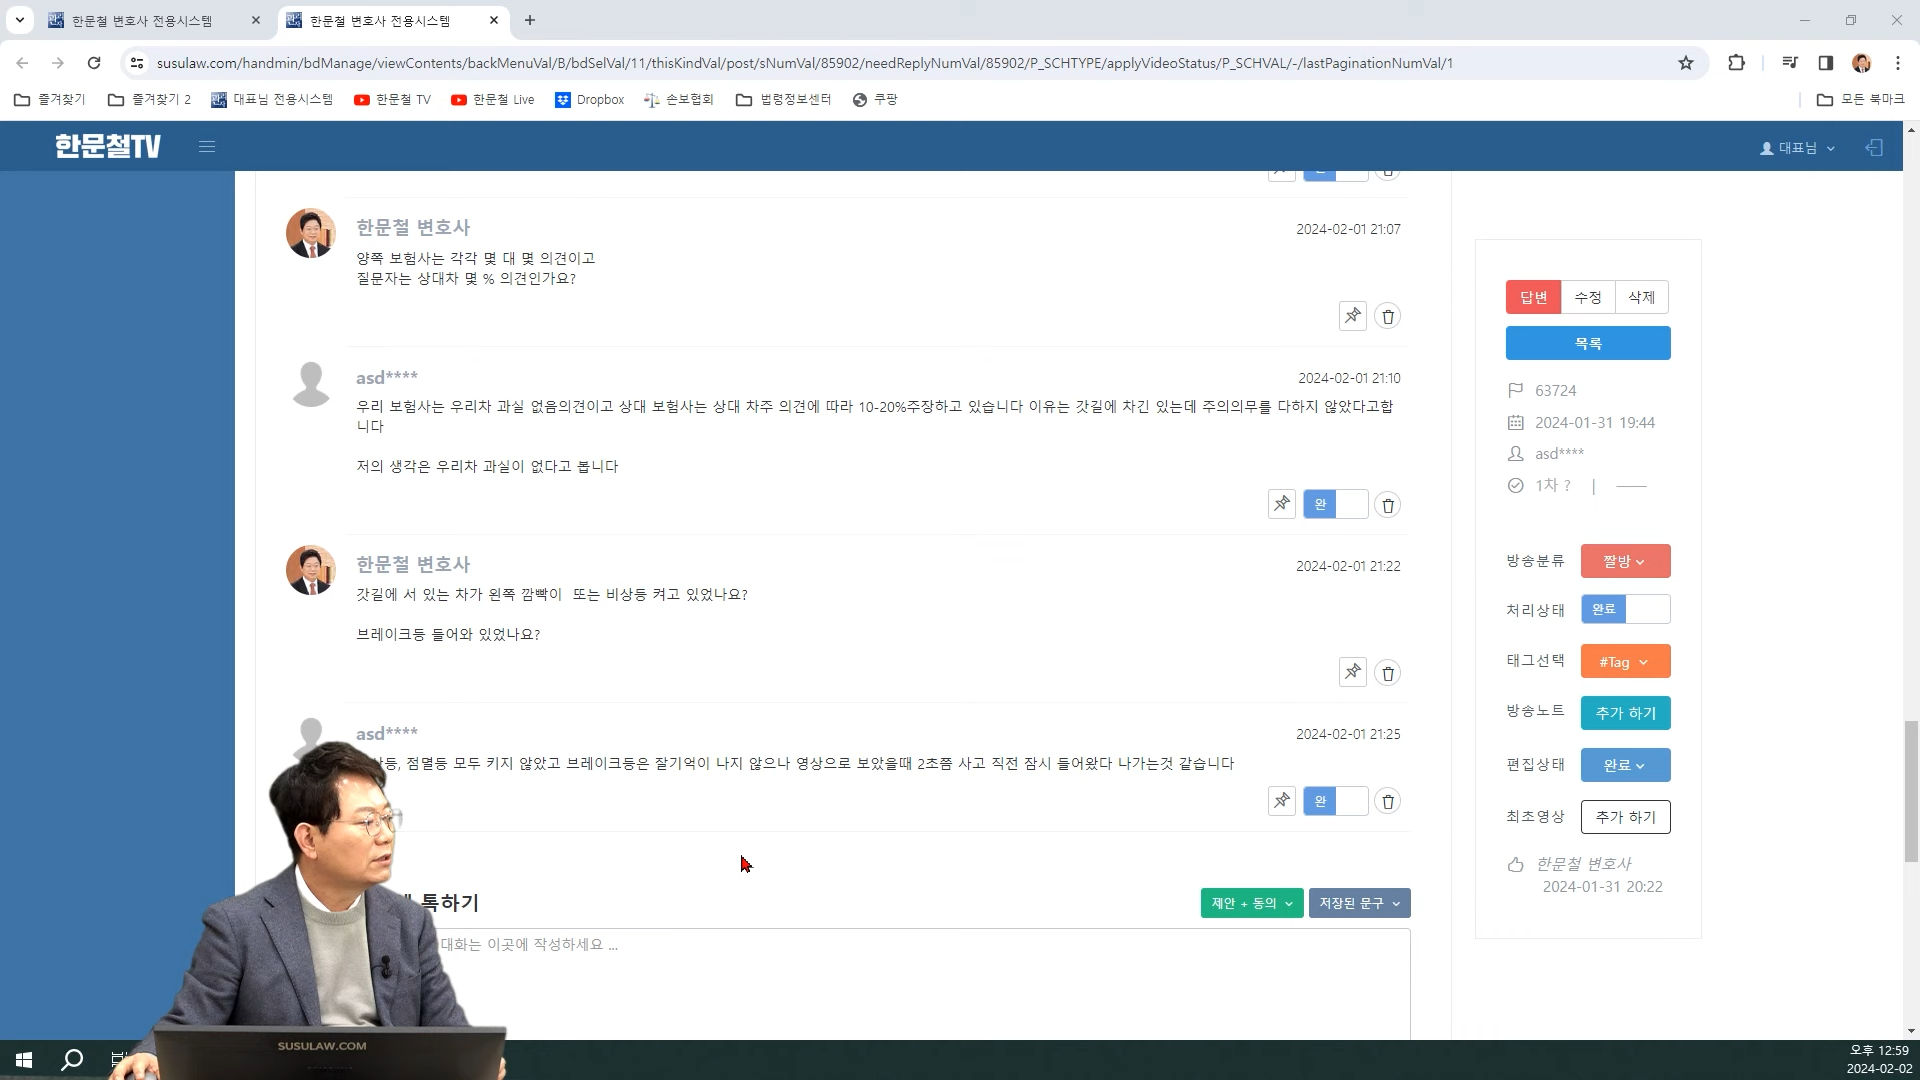 한문철 변호사 전용시스템
한문철 변호사 전용시스템
susulaw.com/handmin/bdManage/viewContents/backMenuVal/B/bdSelVal/11/thisKindVal/post/sNumVal/85902/needReplyNumVal/85902/P_SCHTYPE/applyVideoStatus/P_SCHVAL/-/lastPaginationNumVal/1
즐겨찾기
즐겨찾기 2
대표님 전용시스템
한문철 TV
한문철 Live
Dropbox
손보협회
법령정보센터
쿠팡
모든 북마크
한문철TV
대표님
한문철 변호사
2024-02-01 21:07
양쪽 보험사는 각각 몇 대 몇 의견이고
질문자는 상대차 몇 % 의견인가요?
asd****
2024-02-01 21:10
우리 보험사는 우리차 과실 없음의견이고 상대 보험사는 상대 차주 의견에 따라 10-20%주장하고 있습니다 이유는 갓길에 차긴 있는데 주의의무를 다하지 않았다고합
니다
저의 생각은 우리차 과실이 없다고 봅니다
완
한문철 변호사
2024-02-01 21:22
갓길에 서 있는 차가 왼쪽 깜빡이 또는 비상등 켜고 있었나요?
브레이크등 들어와 있었나요?
asd****
2024-02-01 21:25
상등, 점멸등 모두 키지 않았고 브레이크등은 잘기억이 나지 않으나 영상으로 보았을때 2초쯤 사고 직전 잠시 들어왔다 나가는것 같습니다
완
톡하기
제안 + 동의
저장된 문구
대화는 이곳에 작성하세요 ...
답변
수정
삭제
목록
63724
2024-01-31 19:44
asd****
1차 ? |
방송분류
짤방
처리상태
완료
태그선택
#Tag
방송노트
추가 하기
편집상태
완료
최초영상
추가 하기
한문철 변호사
2024-01-31 20:22
SUSULAW.COM
오후 12:59
2024-02-02